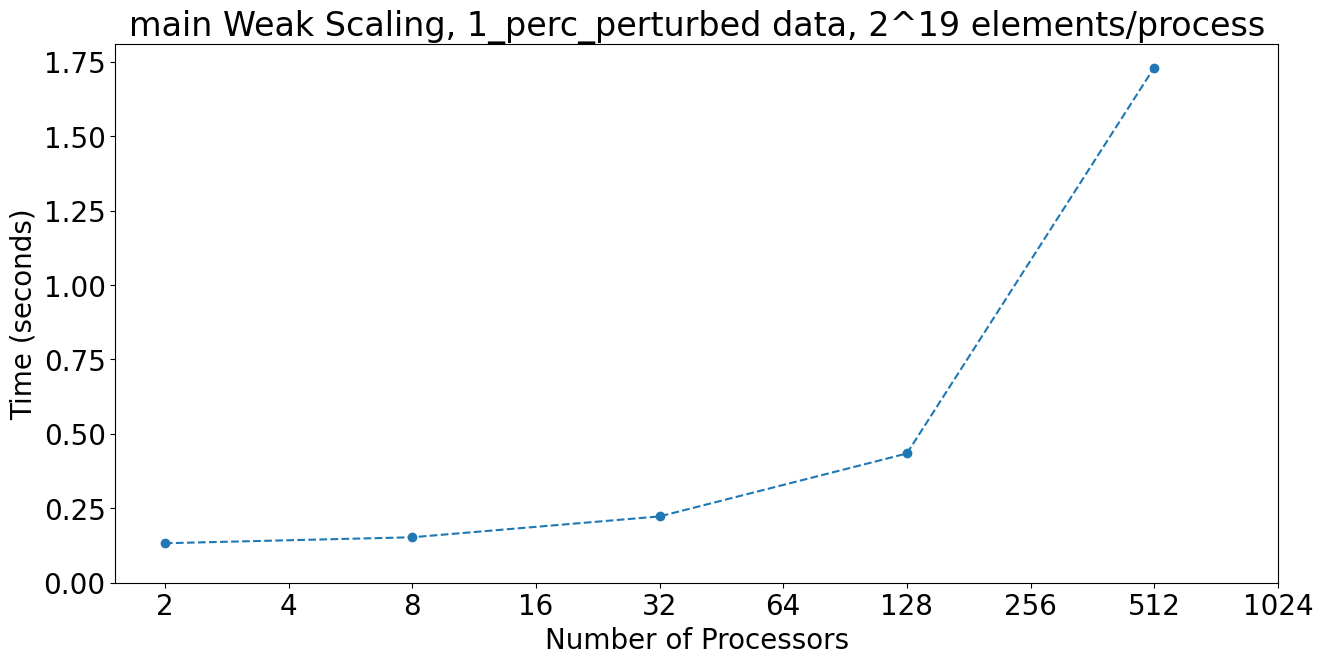 main Weak Scaling, 1_perc_perturbed data, 2^19 elements/process
1.75
1.50
1.25
1.00
0.75
0.50
0.25
0.00
Time (seconds)
2 4 8 16 32 64 128 256 512 1024
Number of Processors